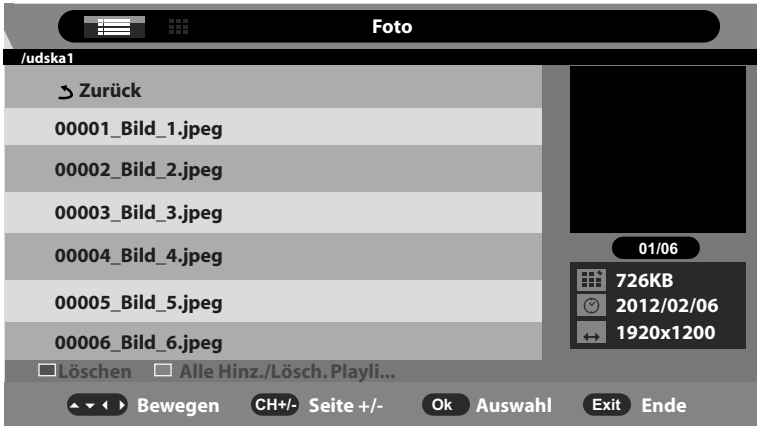 Foto
/udska1
Zurück
00001_Bild_1.jpeg
00002_Bild_2.jpeg
00003_Bild_3.jpeg
00004_Bild_4.jpeg
00005_Bild_5.jpeg
00006_Bild_6.jpeg
01/06
726KB
2012/02/06
1920x1200
Löschen Alle Hinz./Lösch. Playli...
Bewegen CH+/- Seite +/- Ok Auswahl Exit Ende